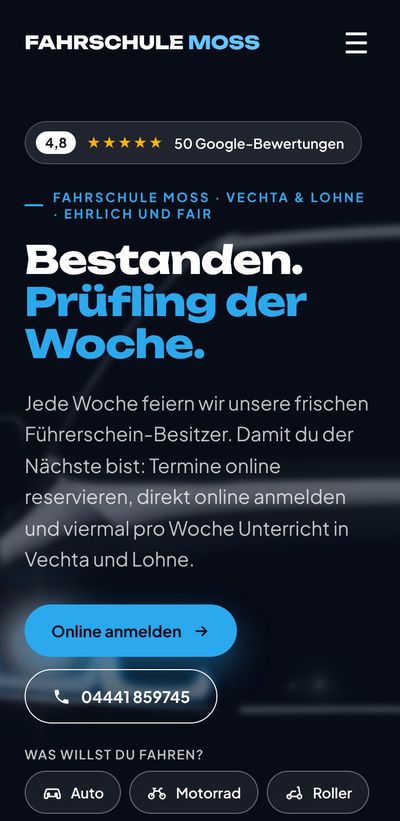 FAHRSCHULE MOSS
4,8 ★★★★★ 50 Google-Bewertungen
FAHRSCHULE MOSS · VECHTA & LOHNE
· EHRLICH UND FAIR
Bestanden.
Prüfling der
Woche.
Jede Woche feiern wir unsere frischen
Führerschein-Besitzer. Damit du der
Nächste bist: Termine online
reservieren, direkt online anmelden
und viermal pro Woche Unterricht in
Vechta und Lohne.
Online anmelden →
04441 859745
WAS WILLST DU FAHREN?
Auto Motorrad Roller